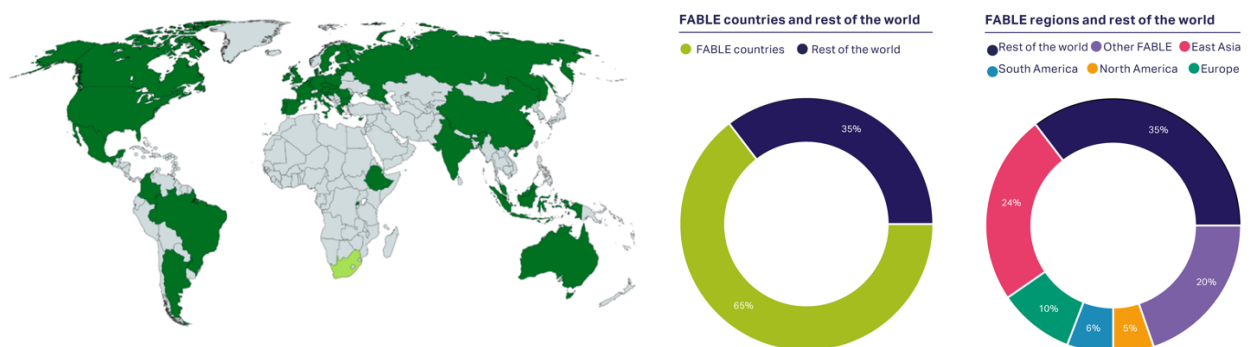 FABLE countries and rest of the world
FABLE countries Rest of the world
35%
65%
FABLE regions and rest of the world
Rest of the world Other FABLE East Asia
South America North America Europe
35%
24%
20%
10%
6%
5%